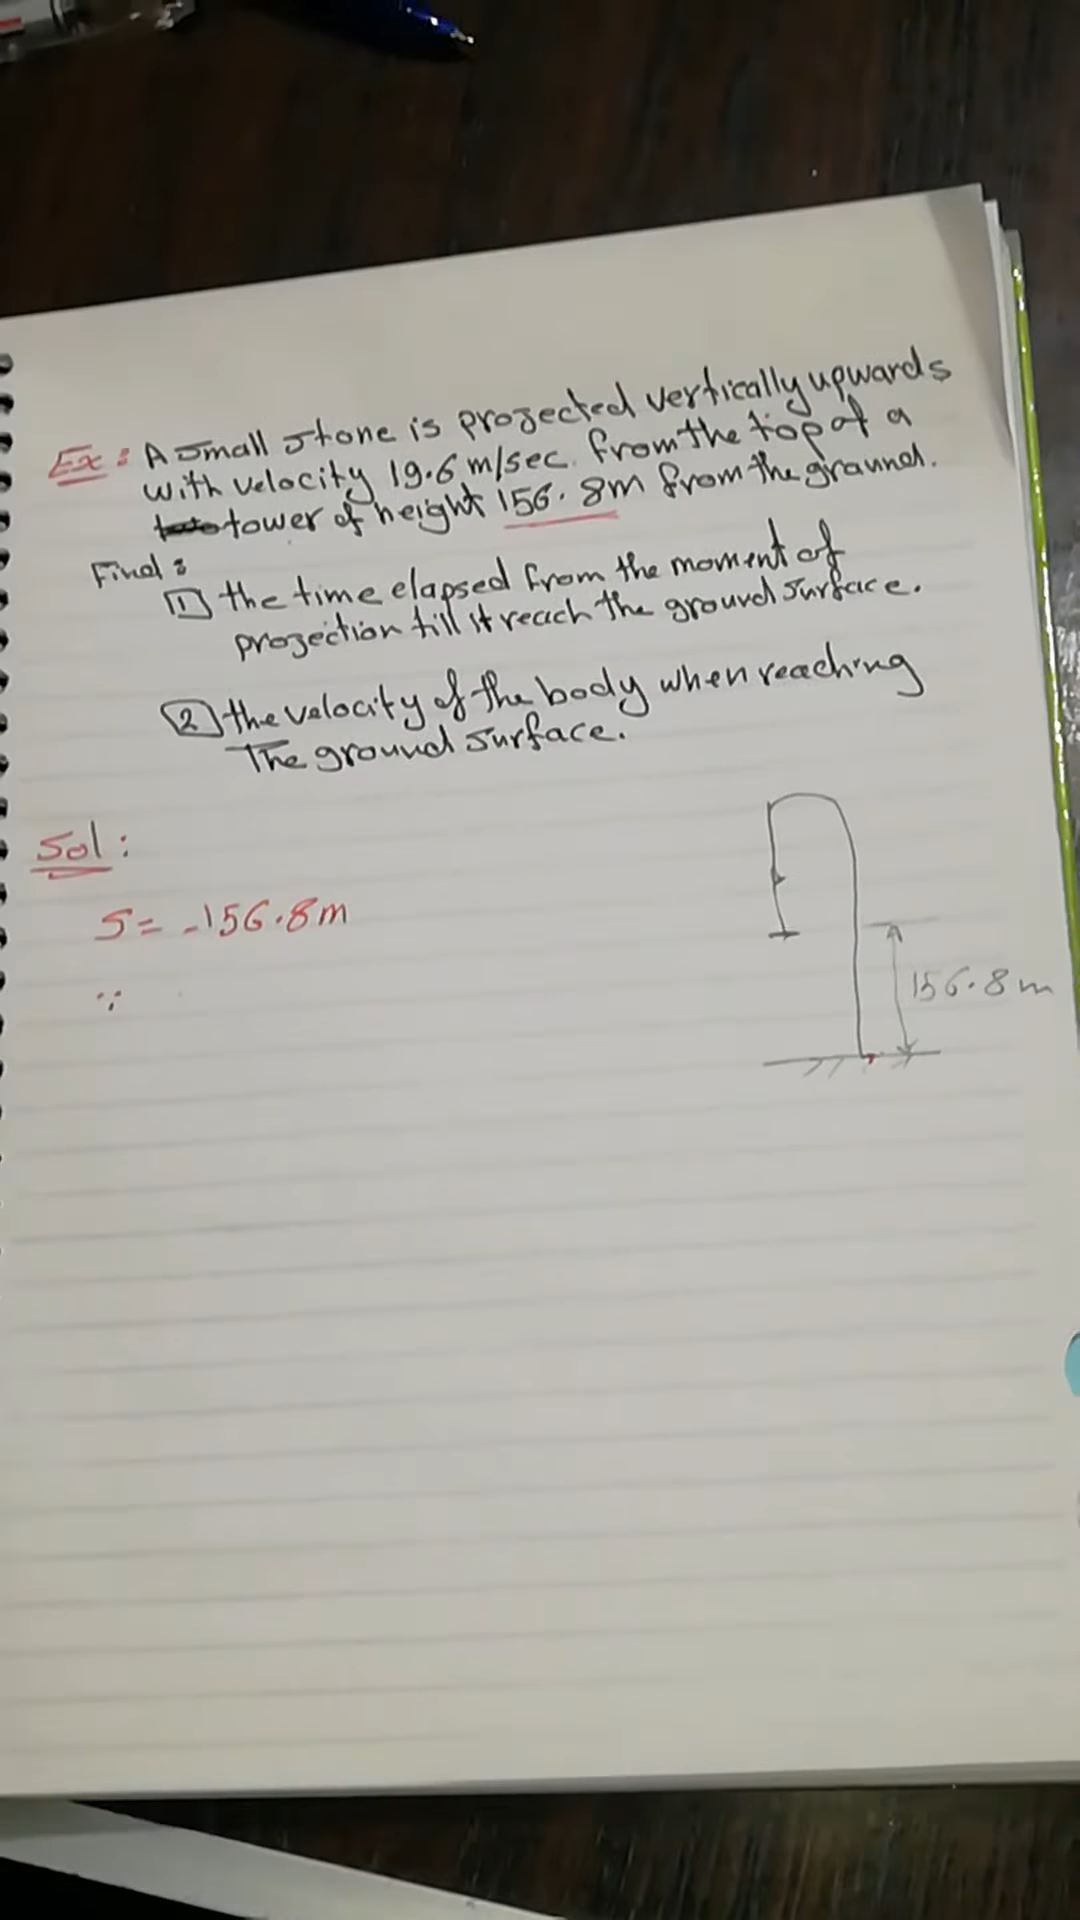 Ex: A small stone is projected vertically upwards
with velocity 19.6 m/sec. from the top of a
tower of height 156.8m from the ground.
Find:
1 the time elapsed from the moment of
projection till it reach the ground surface.
2 the velocity of the body when reaching
The ground surface.
Sol:
S= -156.8m
∵
156.8m